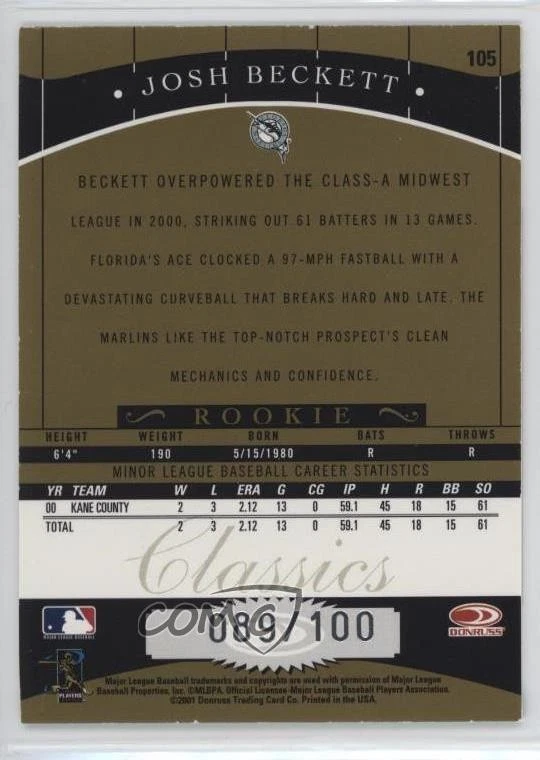 105
• JOSH BECKETT •
BECKETT OVERPOWERED THE CLASS-A MIDWEST
LEAGUE IN 2000, STRIKING OUT 61 BATTERS IN 13 GAMES.
FLORIDA'S ACE CLOCKED A 97-MPH FASTBALL WITH A
DEVASTATING CURVEBALL THAT BREAKS HARD AND LATE. THE
MARLINS LIKE THE TOP-NOTCH PROSPECT'S CLEAN
MECHANICS AND CONFIDENCE.
ROOKIE
HEIGHT WEIGHT BORN BATS THROWS
6'4" 190 5/15/1980 R R
MINOR LEAGUE BASEBALL CAREER STATISTICS
YR TEAM W L ERA G CG IP H R BB SO
00 KANE COUNTY 2 3 2.12 13 0 59.1 45 18 15 61
TOTAL 2 3 2.12 13 0 59.1 45 18 15 61
Classics
COMC
089/100
MAJOR LEAGUE BASEBALL
DONRUSS
PLAYERS
Major League Baseball trademarks and copyrights are used with permission of Major League
Baseball Properties, Inc. ©MLBPA. Official Licensee-Major League Baseball Players Association.
©2001 Donruss Trading Card Co. Printed in the USA.